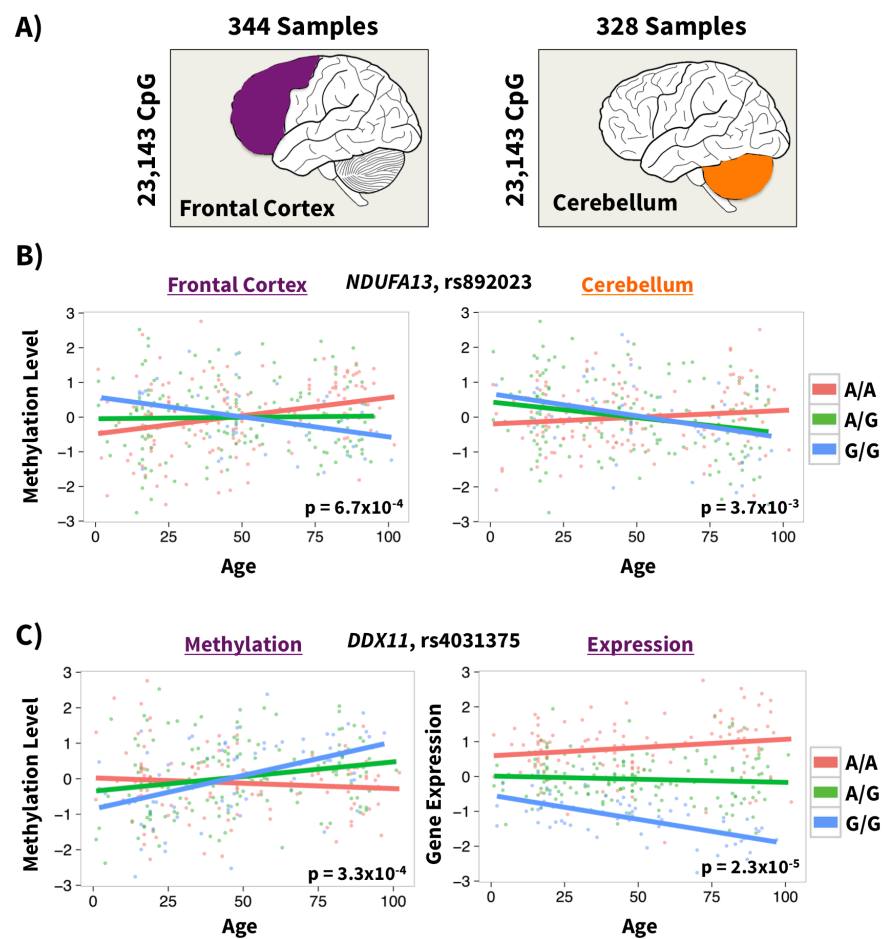 A)
344 Samples
328 Samples
23,143 CpG
Frontal Cortex
23,143 CpG
Cerebellum
B)
NDUFA13, rs892023
Frontal Cortex
Cerebellum
Methylation Level
3
2
1
0
−1
−2
−3
p = 6.7x10-4
0 25 50 75 100
Age
3
2
1
0
−1
−2
−3
p = 3.7x10-3
0 25 50 75 100
Age
A/A
A/G
G/G
C)
DDX11, rs4031375
Methylation
Expression
Methylation Level
3
2
1
0
−1
−2
−3
p = 3.3x10-4
0 25 50 75 100
Age
Gene Expression
3
2
1
0
−1
−2
−3
p = 2.3x10-5
0 25 50 75 100
Age
A/A
A/G
G/G